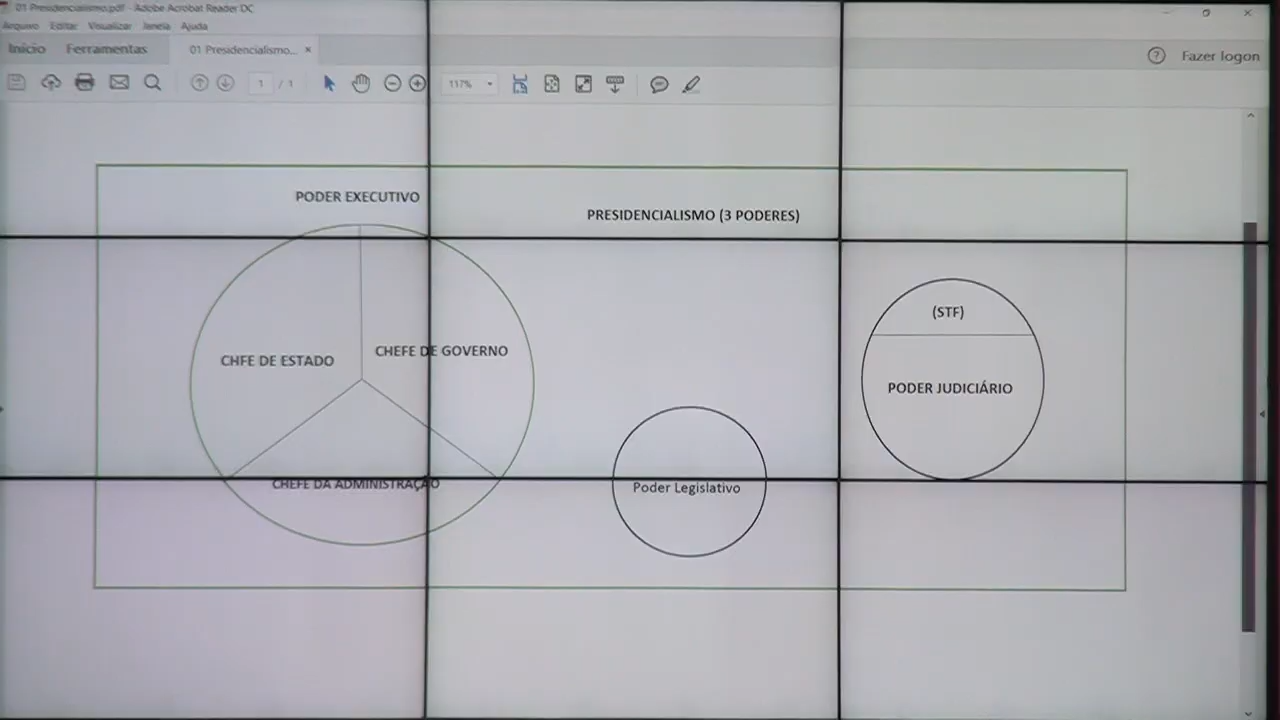 01 Presidencialismo.pdf - Adobe Acrobat Reader DC
Arquivo Editar Visualizar Janela Ajuda
Início Ferramentas 01 Presidencialismo... × Fazer logon
1 / 1 117%
PODER EXECUTIVO
PRESIDENCIALISMO (3 PODERES)
(STF)
CHFE DE ESTADO
CHEFE DE GOVERNO
PODER JUDICIÁRIO
CHEFE DA ADMINISTRAÇÃO
Poder Legislativo